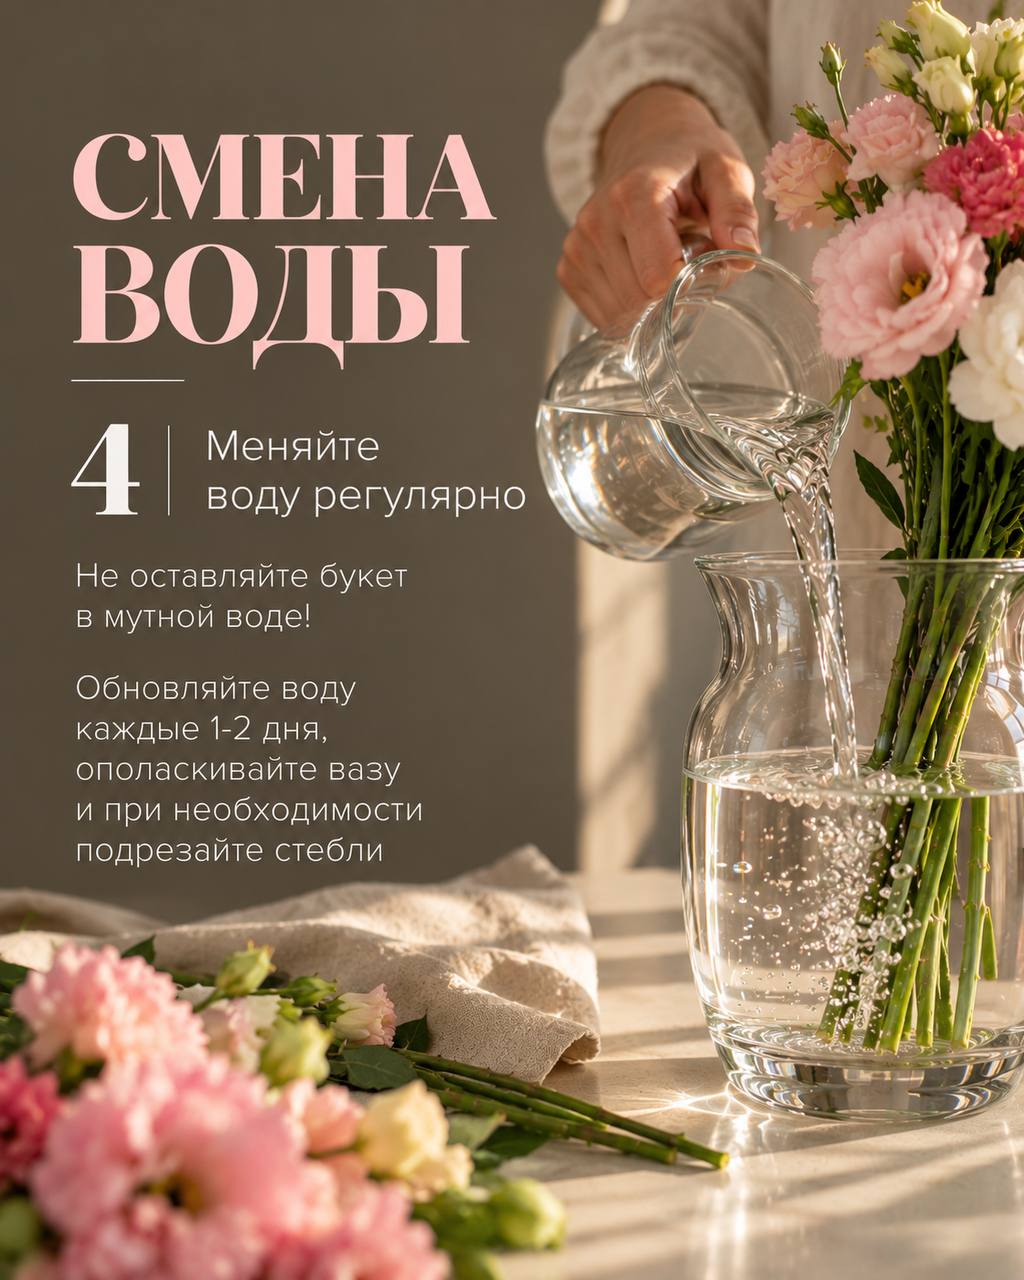 СМЕНА
ВОДЫ
4
Меняйте
воду регулярно
Не оставляйте букет
в мутной воде!
Обновляйте воду
каждые 1-2 дня,
ополаскивайте вазу
и при необходимости
подрезайте стебли